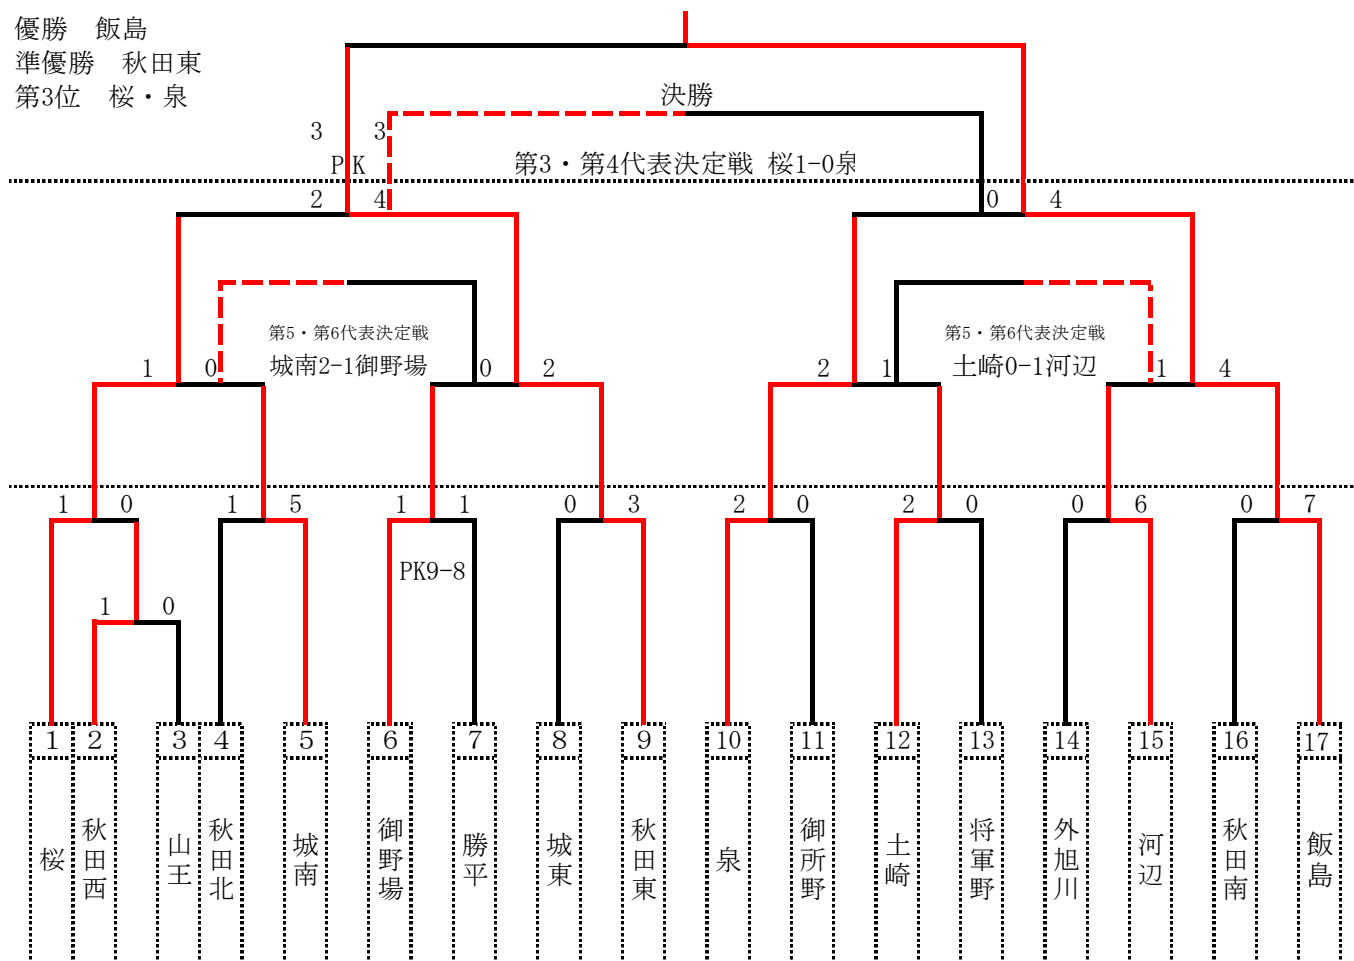 優勝　飯島
準優勝　秋田東
第3位　桜・泉
決勝
3 3
PK
第3・第4代表決定戦 桜1-0泉
2 4 0 4
第5・第6代表決定戦 第5・第6代表決定戦
1 0 城南2-1御野場 0 2 2 1 土崎0-1河辺 1 4
1 0 1 5 1 1 0 3 2 0 2 0 0 6 0 7
PK9-8
1 0
1 2 3 4 5 6 7 8 9 10 11 12 13 14 15 16 17
桜
秋田西
山王
秋田北
城南
御野場
勝平
城東
秋田東
泉
御所野
土崎
将軍野
外旭川
河辺
秋田南
飯島